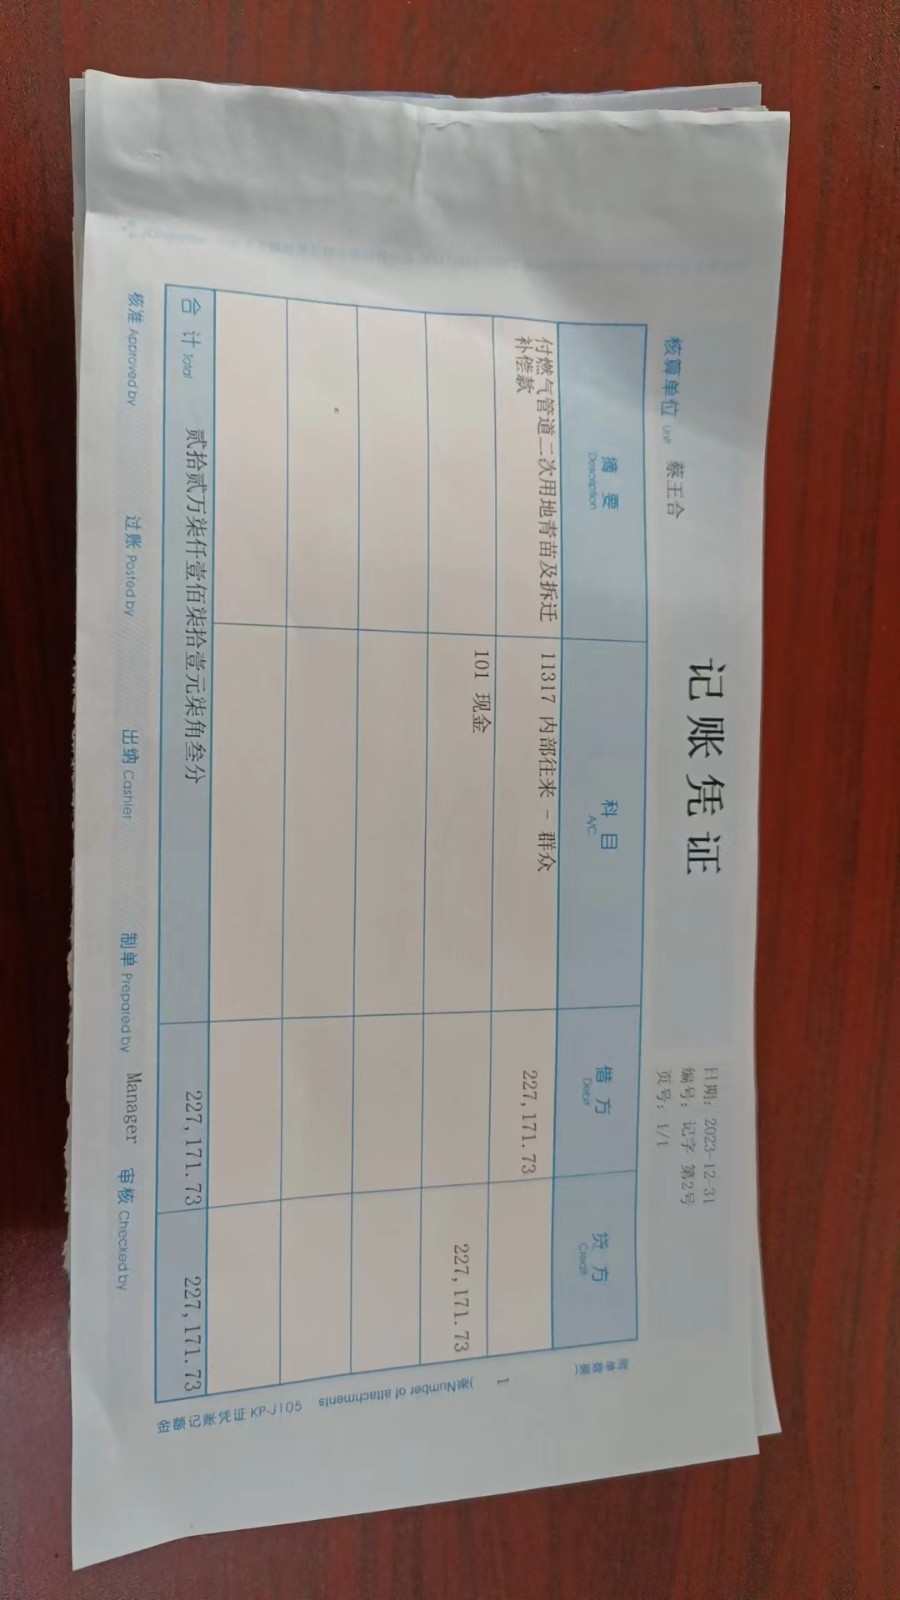 记账凭证
日期: 2023-12-31
编号: 记字 第2号
页号: 1/1
核算单位 Unit 蔡王合
摘要 Description 科目 A/C 借方 Debit 贷方 Credit
付燃气管道二次用地青苗及拆迁 11317 内部往来 - 群众 227,171.73
补偿款
101 现金 227,171.73
合计 Total 贰拾贰万柒仟壹佰柒拾壹元柒角叁分 227,171.73 227,171.73
附单据数 1 (张Number of attachments
金额记账凭证 KP-J105
核准 Approved by 过账 Posted by 出纳 Cashier 制单 Prepared by Manager 审核 Checked by